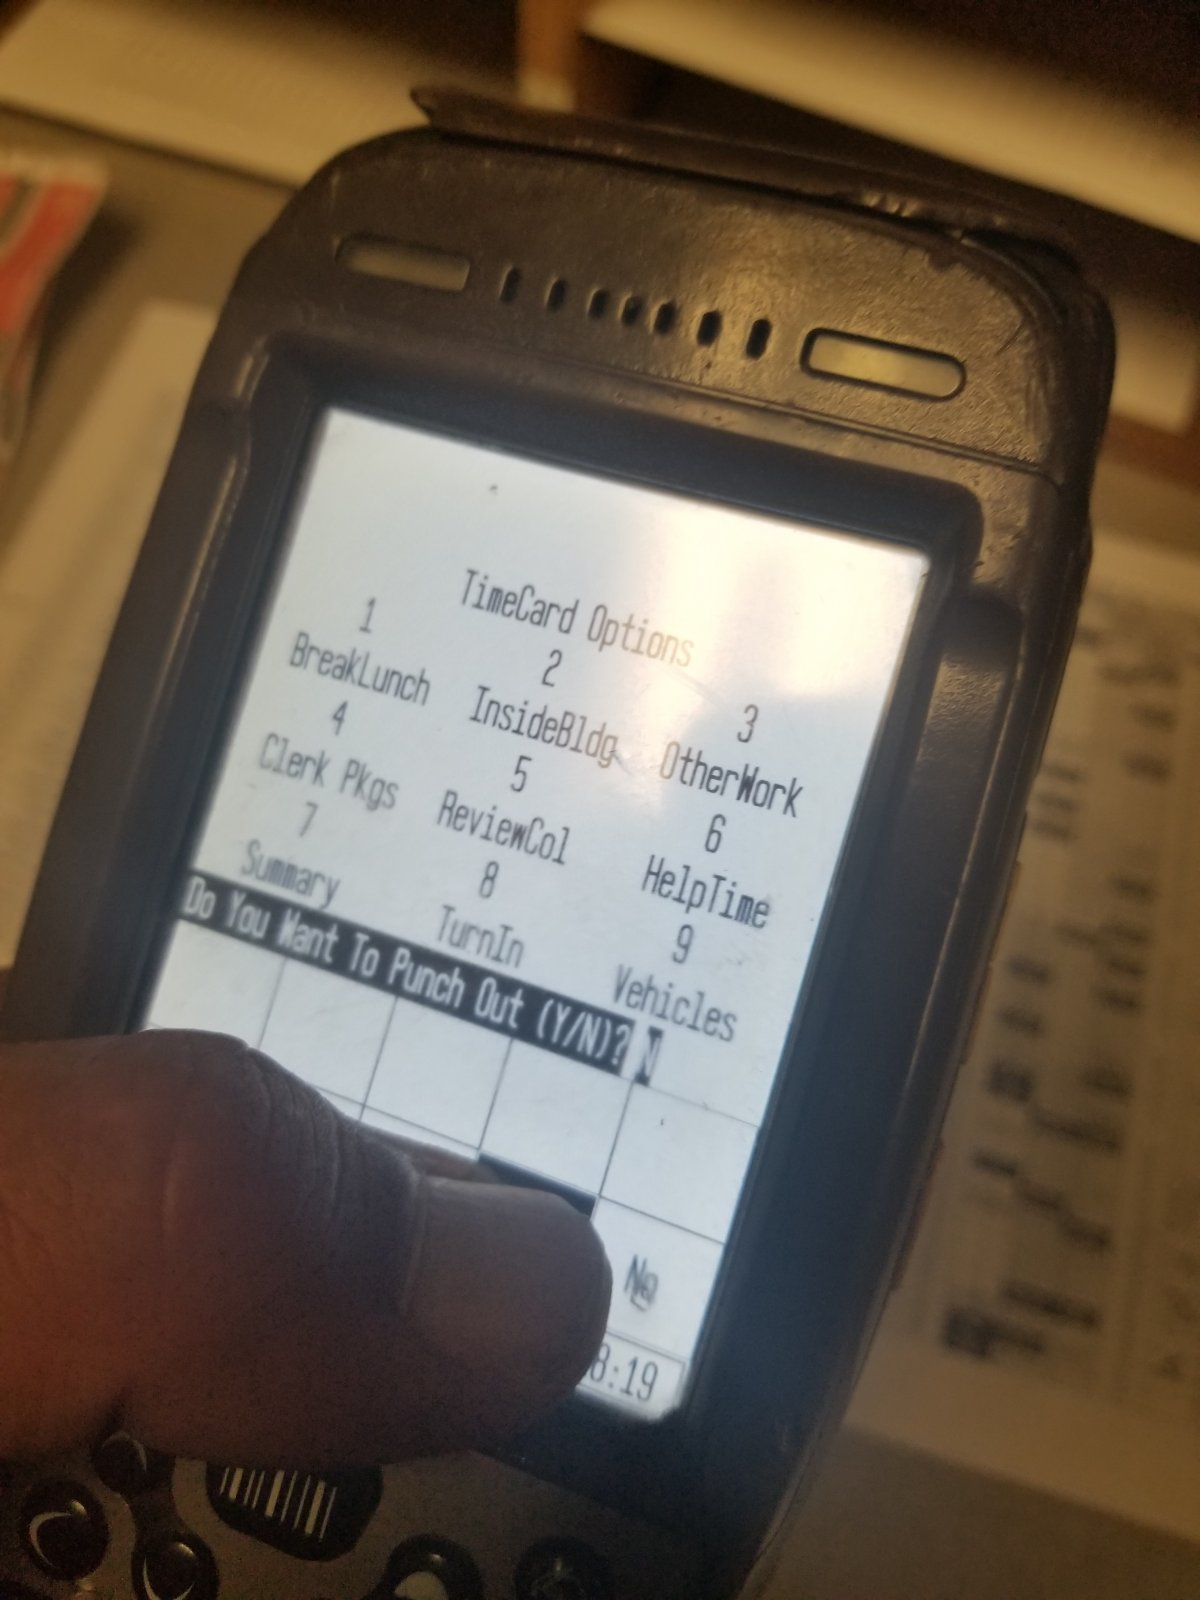 TimeCard Options
1 2 3
BreakLunch InsideBldg OtherWork
4 5 6
Clerk Pkgs ReviewCol HelpTime
7 8 9
Summary TurnIn Vehicles
Do You Want To Punch Out (Y/N)? N
No
8:19